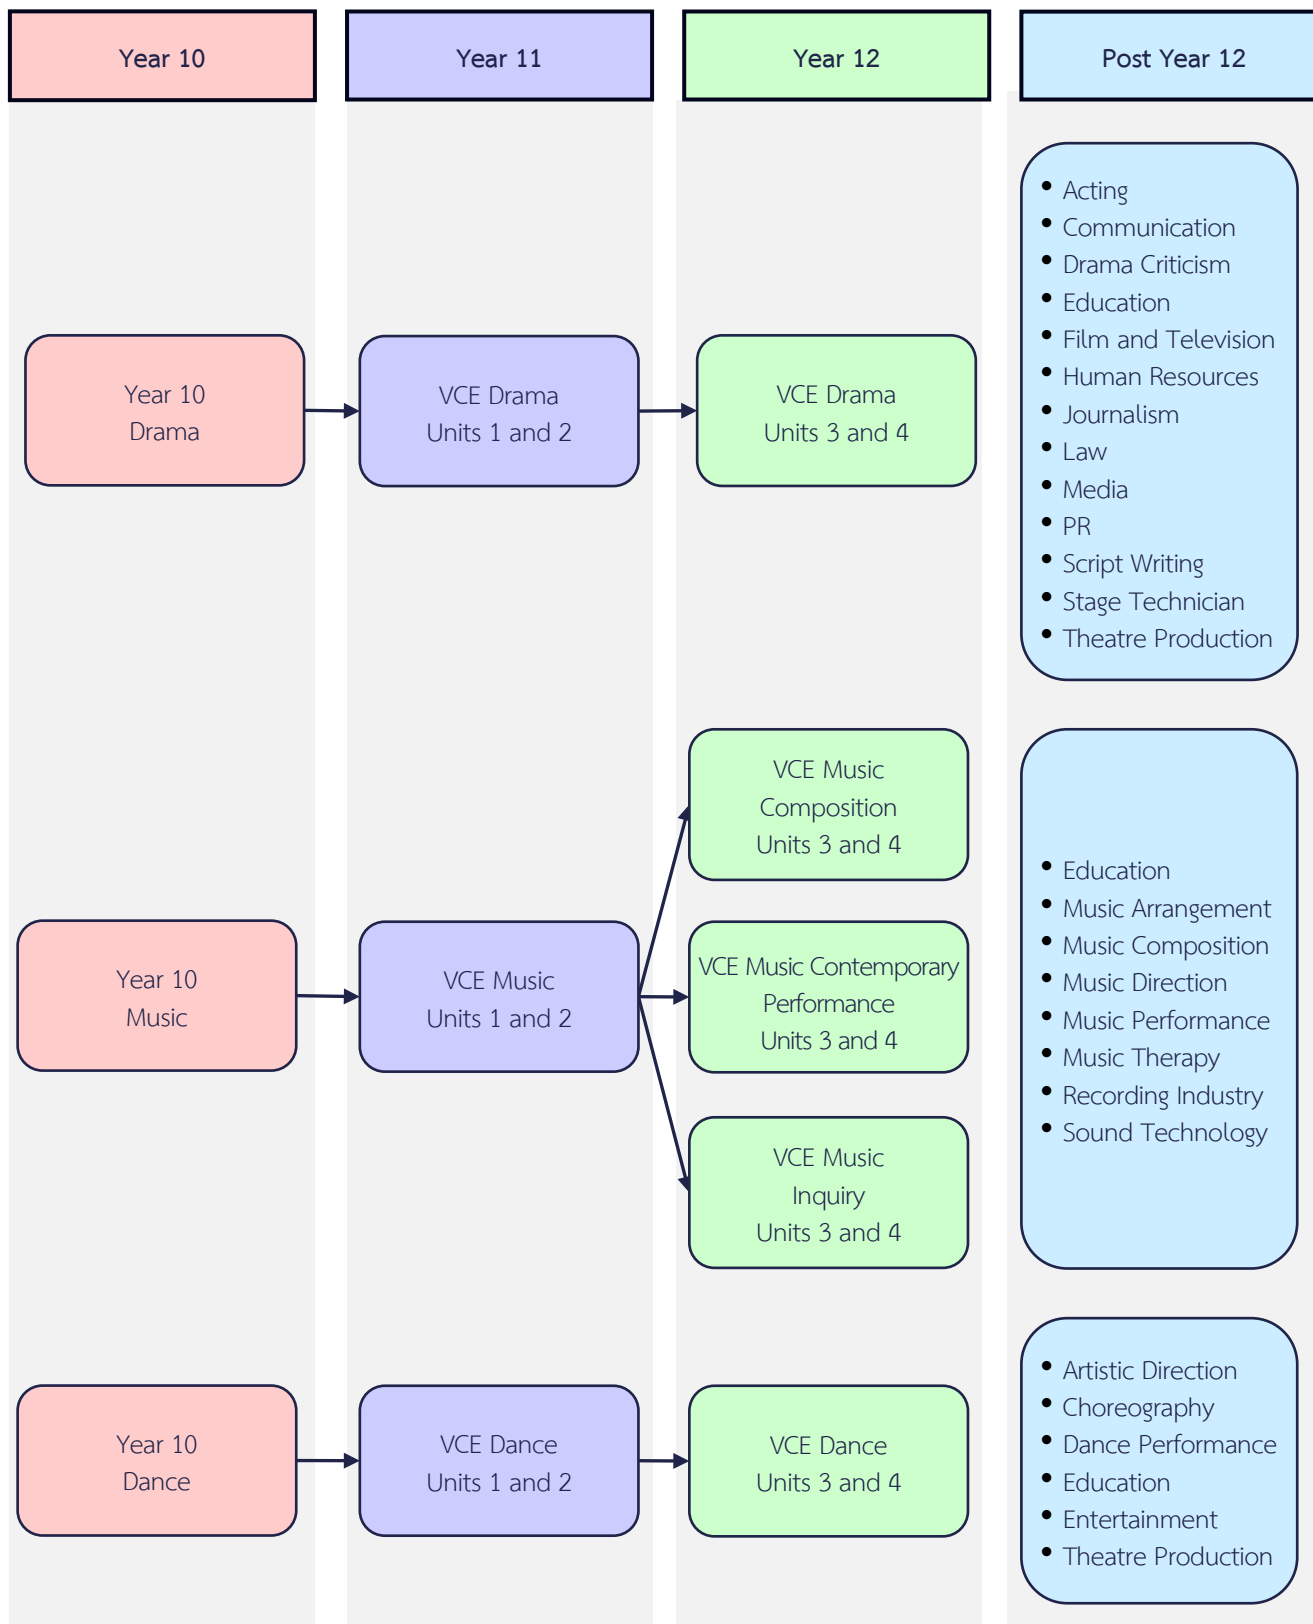 Year 10
Year 11
Year 12
Post Year 12
Year 10
Drama
VCE Drama
Units 1 and 2
VCE Drama
Units 3 and 4
• Acting
• Communication
• Drama Criticism
• Education
• Film and Television
• Human Resources
• Journalism
• Law
• Media
• PR
• Script Writing
• Stage Technician
• Theatre Production
Year 10
Music
VCE Music
Units 1 and 2
VCE Music
Composition
Units 3 and 4
VCE Music Contemporary
Performance
Units 3 and 4
VCE Music
Inquiry
Units 3 and 4
• Education
• Music Arrangement
• Music Composition
• Music Direction
• Music Performance
• Music Therapy
• Recording Industry
• Sound Technology
Year 10
Dance
VCE Dance
Units 1 and 2
VCE Dance
Units 3 and 4
• Artistic Direction
• Choreography
• Dance Performance
• Education
• Entertainment
• Theatre Production